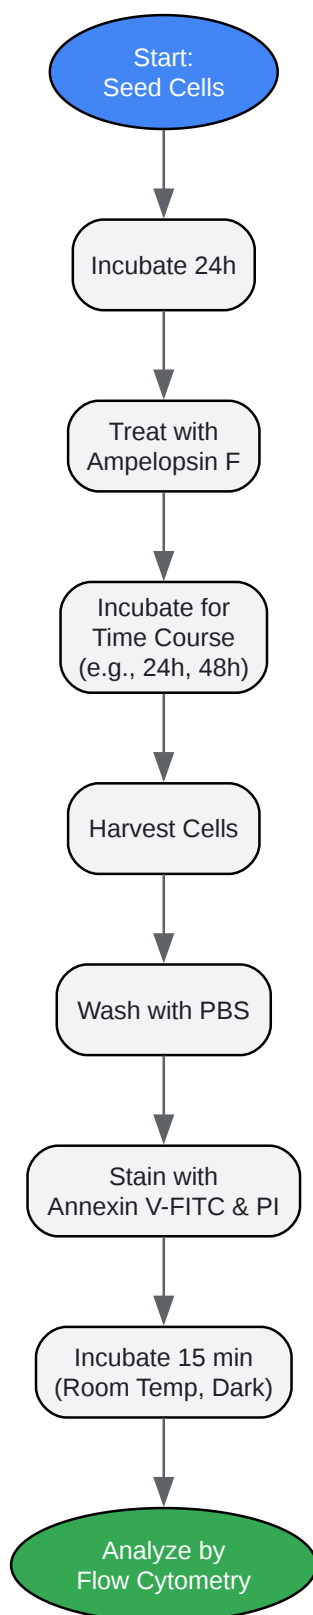 Start:
Seed Cells
Incubate 24h
Treat with
Ampelopsin F
Incubate for
Time Course
(e.g., 24h, 48h)
Harvest Cells
Wash with PBS
Stain with
Annexin V-FITC & PI
Incubate 15 min
(Room Temp, Dark)
Analyze by
Flow Cytometry